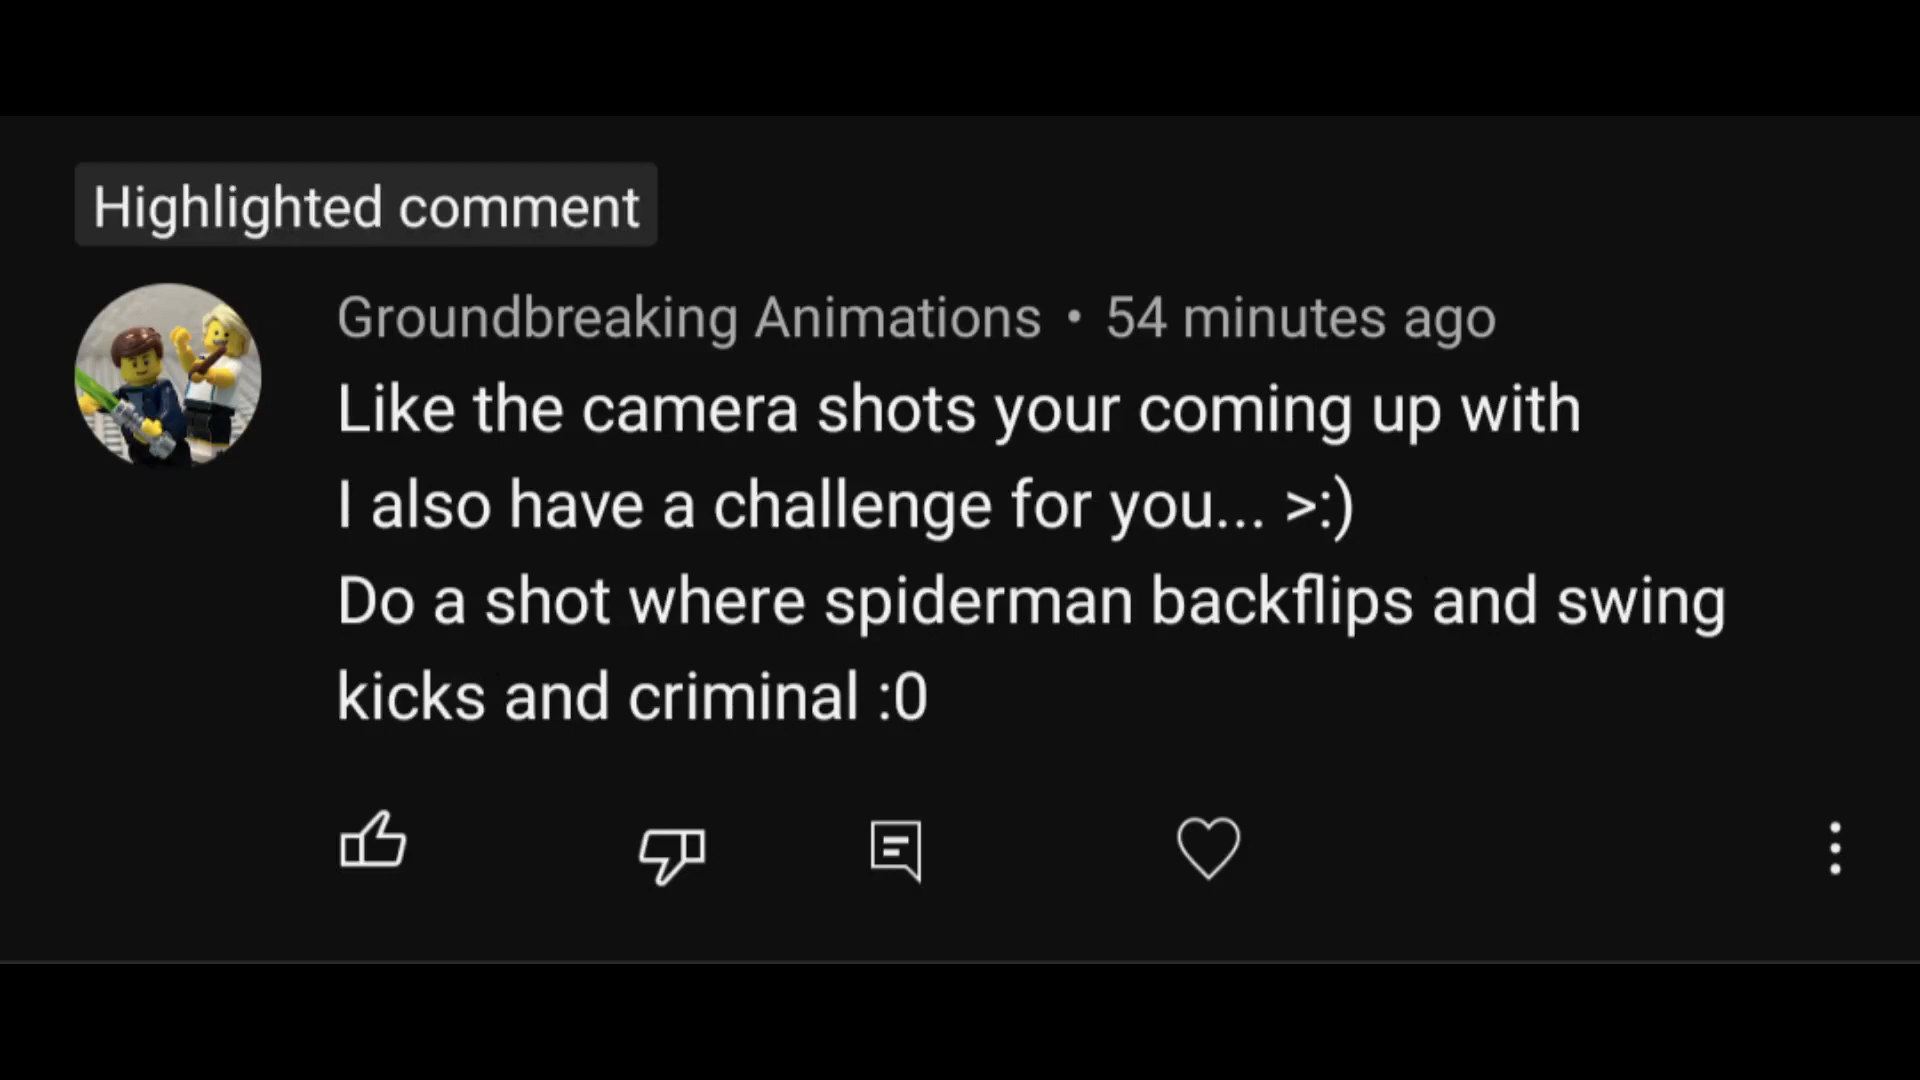 Highlighted comment
Groundbreaking Animations • 54 minutes ago
Like the camera shots your coming up with
I also have a challenge for you... >:)
Do a shot where spiderman backflips and swing
kicks and criminal :0